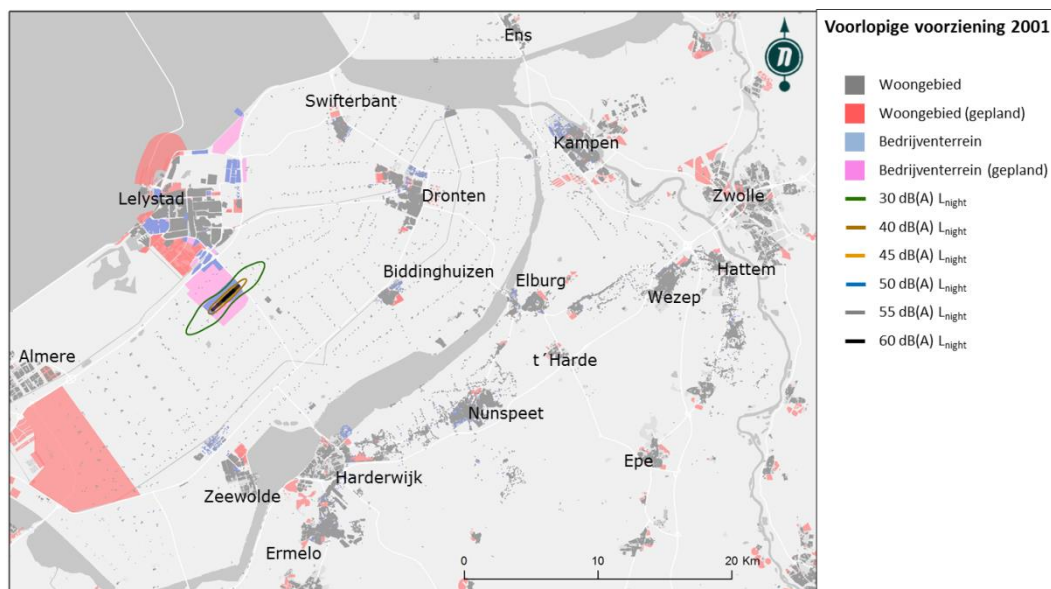 Voorlopige voorziening 2001
Woongebied
Woongebied (gepland)
Bedrijventerrein
Bedrijventerrein (gepland)
30 dB(A) Lnight
40 dB(A) Lnight
45 dB(A) Lnight
50 dB(A) Lnight
55 dB(A) Lnight
60 dB(A) Lnight
n
Ens
Swifterbant
Kampen
Lelystad
Dronten
Zwolle
Biddinghuizen
Elburg
Hattem
Wezep
Almere
t´Harde
Nunspeet
Epe
Harderwijk
Zeewolde
Ermelo
0 10 20 Km